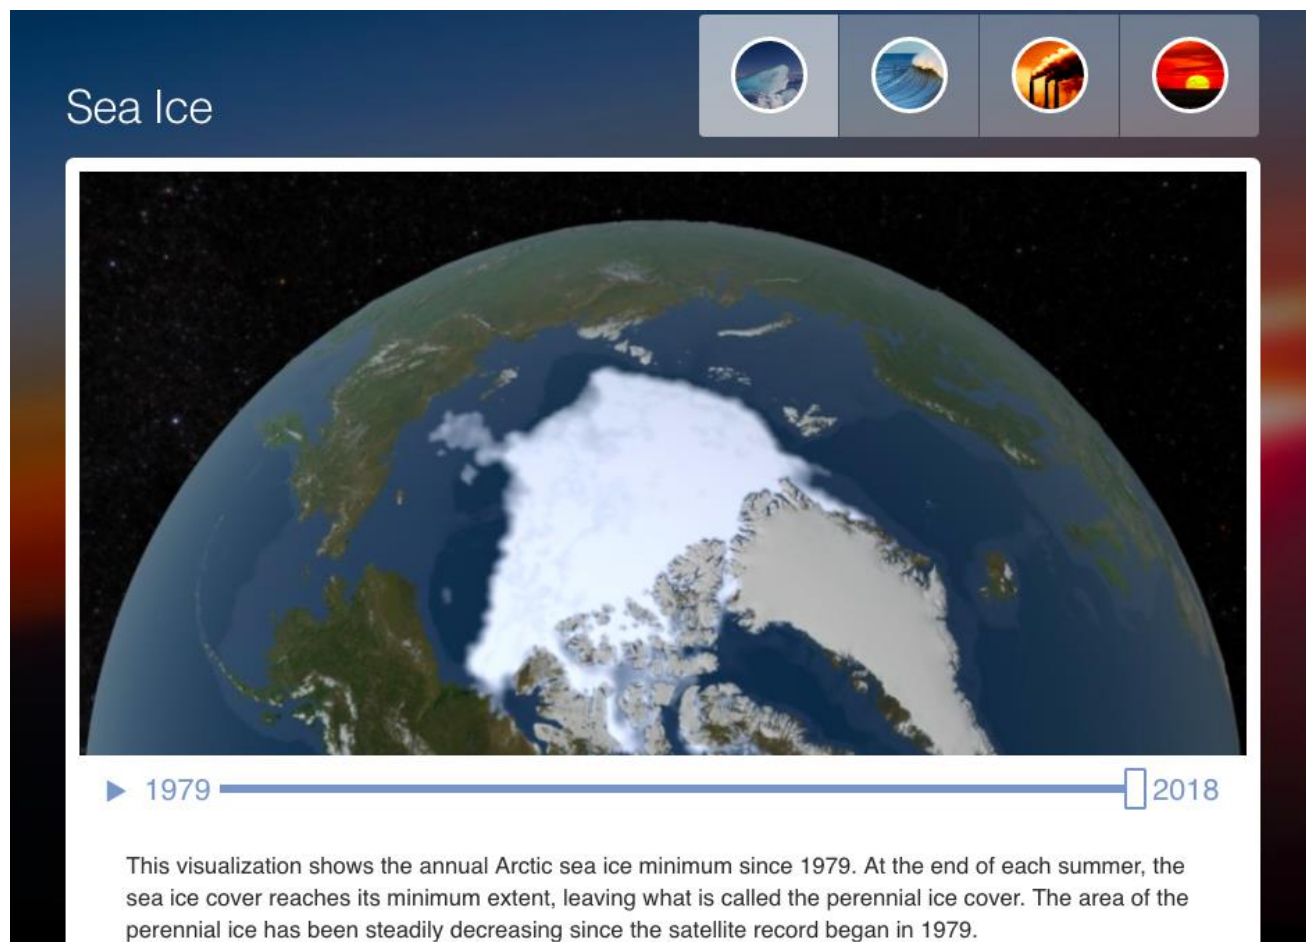 Sea Ice
1979 2018
This visualization shows the annual Arctic sea ice minimum since 1979. At the end of each summer, the
sea ice cover reaches its minimum extent, leaving what is called the perennial ice cover. The area of the
perennial ice has been steadily decreasing since the satellite record began in 1979.